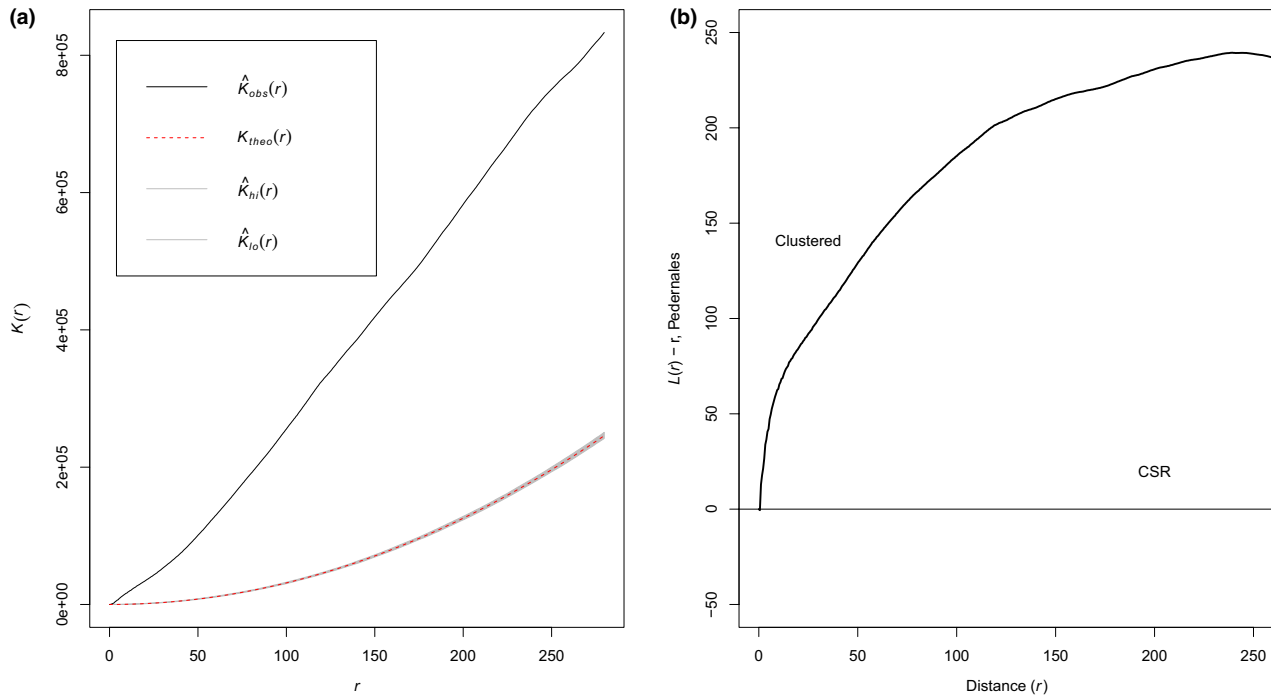 (a)
K̂obs(r)
Ktheo(r)
K̂hi(r)
K̂lo(r)
K(r)
0e+00 2e+05 4e+05 6e+05 8e+05
0 50 100 150 200 250
r
(b)
Clustered
CSR
L(r) − r, Pedernales
−50 0 50 100 150 200 250
0 50 100 150 200 250
Distance (r)